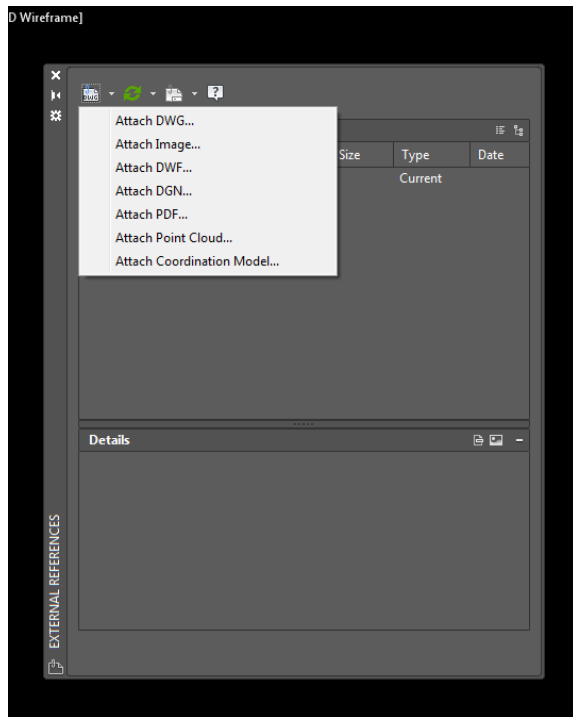 D Wireframe]
DWG
?
Attach DWG...
Attach Image...
Size Type Date
Attach DWF...
Current
Attach DGN...
Attach PDF...
Attach Point Cloud...
Attach Coordination Model...
Details
EXTERNAL REFERENCES